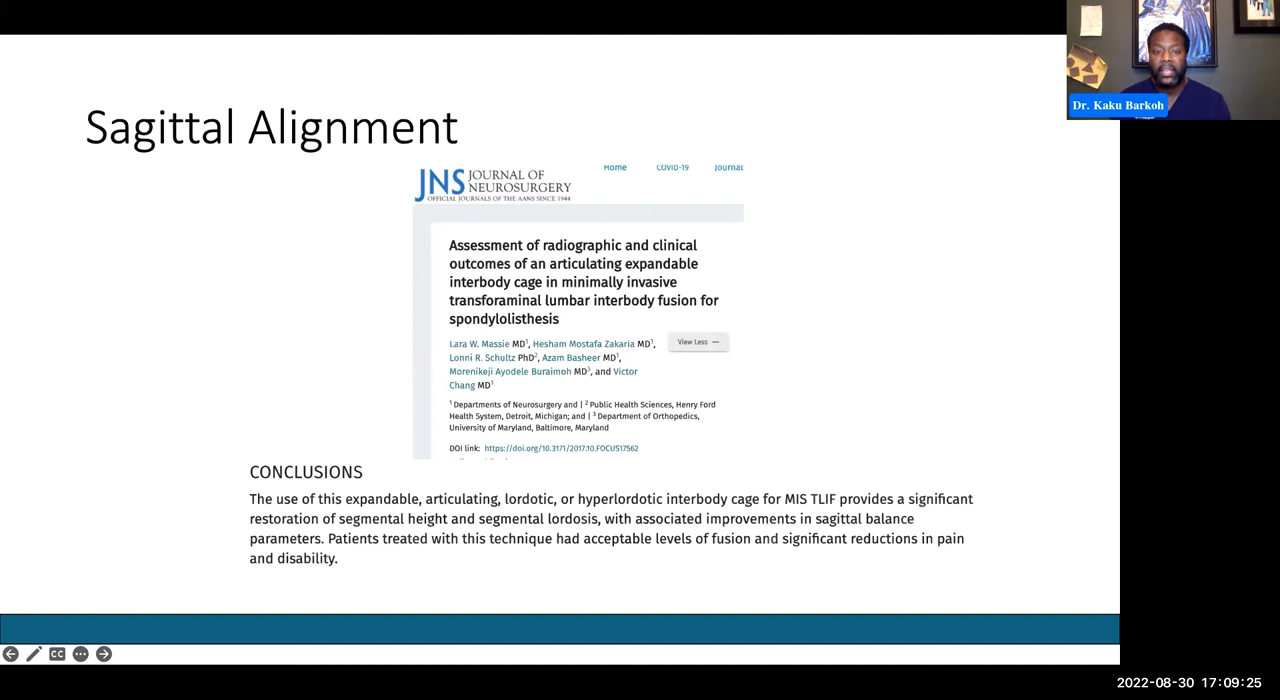 Dr. Kaku Barkoh
Sagittal Alignment
Home COVID-19 Journal
JNS JOURNAL OF
NEUROSURGERY
OFFICIAL JOURNALS OF THE AANS SINCE 1944
Assessment of radiographic and clinical
outcomes of an articulating expandable
interbody cage in minimally invasive
transforaminal lumbar interbody fusion for
spondylolisthesis
Lara W. Massie MD1, Hesham Mostafa Zakaria MD1,
Lonni R. Schultz PhD2, Azam Basheer MD1,
Morenikeji Ayodele Buraimoh MD3, and Victor
Chang MD1
View Less —
1 Departments of Neurosurgery and | 2 Public Health Sciences, Henry Ford
Health System, Detroit, Michigan; and | 3 Department of Orthopedics,
University of Maryland, Baltimore, Maryland
DOI link: https://doi.org/10.3171/2017.10.FOCUS17562
CONCLUSIONS
The use of this expandable, articulating, lordotic, or hyperlordotic interbody cage for MIS TLIF provides a significant
restoration of segmental height and segmental lordosis, with associated improvements in sagittal balance
parameters. Patients treated with this technique had acceptable levels of fusion and significant reductions in pain
and disability.
CC
2022-08-30 17:09:25